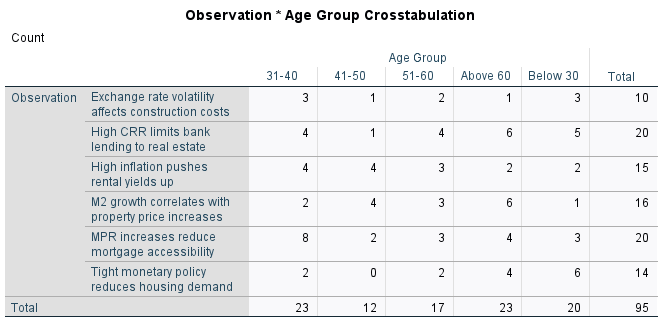 Observation * Age Group Crosstabulation
Count
Age Group
31-40 41-50 51-60 Above 60 Below 30 Total
Observation Exchange rate volatility
affects construction costs 3 1 2 1 3 10
High CRR limits bank
lending to real estate 4 1 4 6 5 20
High inflation pushes
rental yields up 4 4 3 2 2 15
M2 growth correlates with
property price increases 2 4 3 6 1 16
MPR increases reduce
mortgage accessibility 8 2 3 4 3 20
Tight monetary policy
reduces housing demand 2 0 2 4 6 14
Total 23 12 17 23 20 95